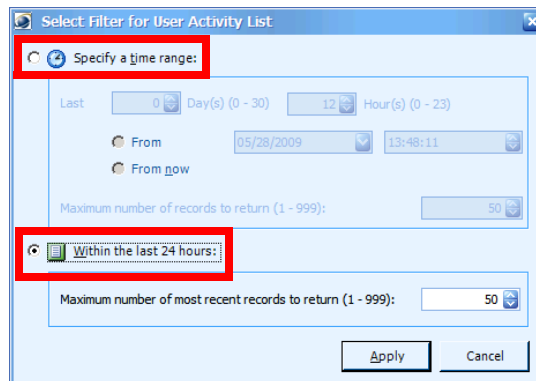 Select Filter for User Activity List
Specify a time range:
Last 0 Day(s) (0 - 30) 12 Hour(s) (0 - 23)
From 05/28/2009 13:48:11
From now
Maximum number of records to return (1 - 999): 50
Within the last 24 hours:
Maximum number of most recent records to return (1 - 999): 50
Apply Cancel